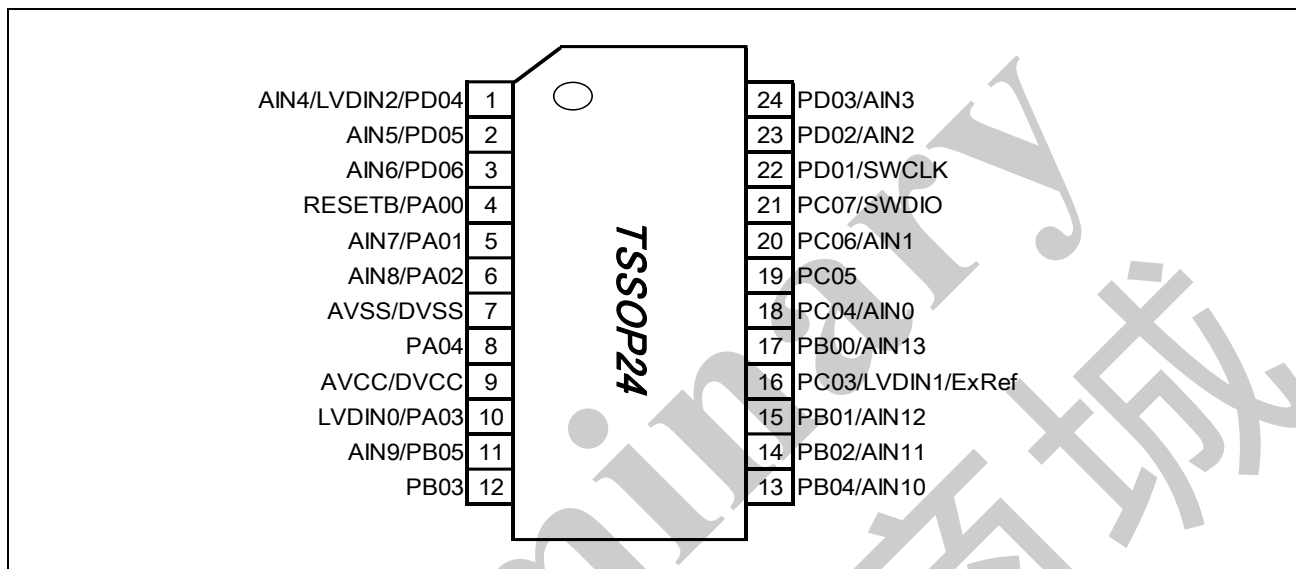 AIN4/LVDIN2/PD04 1
AIN5/PD05 2
AIN6/PD06 3
RESETB/PA00 4
AIN7/PA01 5
AIN8/PA02 6
AVSS/DVSS 7
PA04 8
AVCC/DVCC 9
LVDIN0/PA03 10
AIN9/PB05 11
PB03 12
TSSOP24
24 PD03/AIN3
23 PD02/AIN2
22 PD01/SWCLK
21 PC07/SWDIO
20 PC06/AIN1
19 PC05
18 PC04/AIN0
17 PB00/AIN13
16 PC03/LVDIN1/ExRef
15 PB01/AIN12
14 PB02/AIN11
13 PB04/AIN10
minary
商城